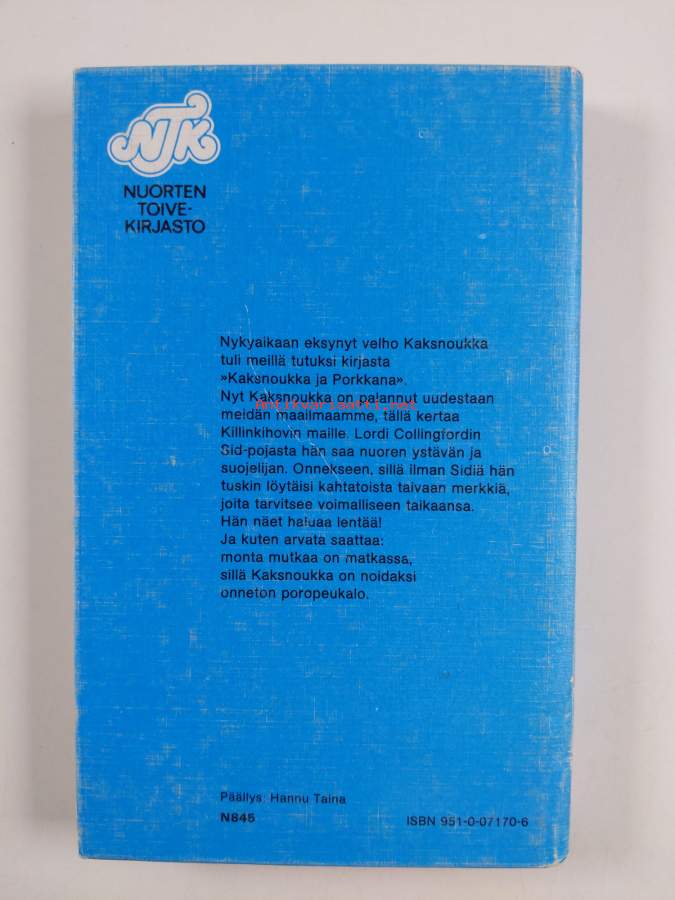 NTK
NUORTEN
TOIVE-
KIRJASTO
Nykyaikaan eksynyt velho Kaksnoukka
tuli meillä tutuksi kirjasta
»Kaksnoukka ja Porkkana».
Nyt Kaksnoukka on palannut uudestaan
antikvariaatti.net
meidän maailmaamme, tällä kertaa
Killinkihovin maille. Lordi Collingfordin
Sid-pojasta hän saa nuoren ystävän ja
suojelijan. Onnekseen, sillä ilman Sidiä hän
tuskin löytäisi kahtatoista taivaan merkkiä,
joita tarvitsee voimalliseen taikaansa.
Hän näet haluaa lentää!
Ja kuten arvata saattaa:
monta mutkaa on matkassa,
sillä Kaksnoukka on noidaksi
onneton poropeukalo.
Päällys: Hannu Taina
N845
ISBN 951-0-07170-6